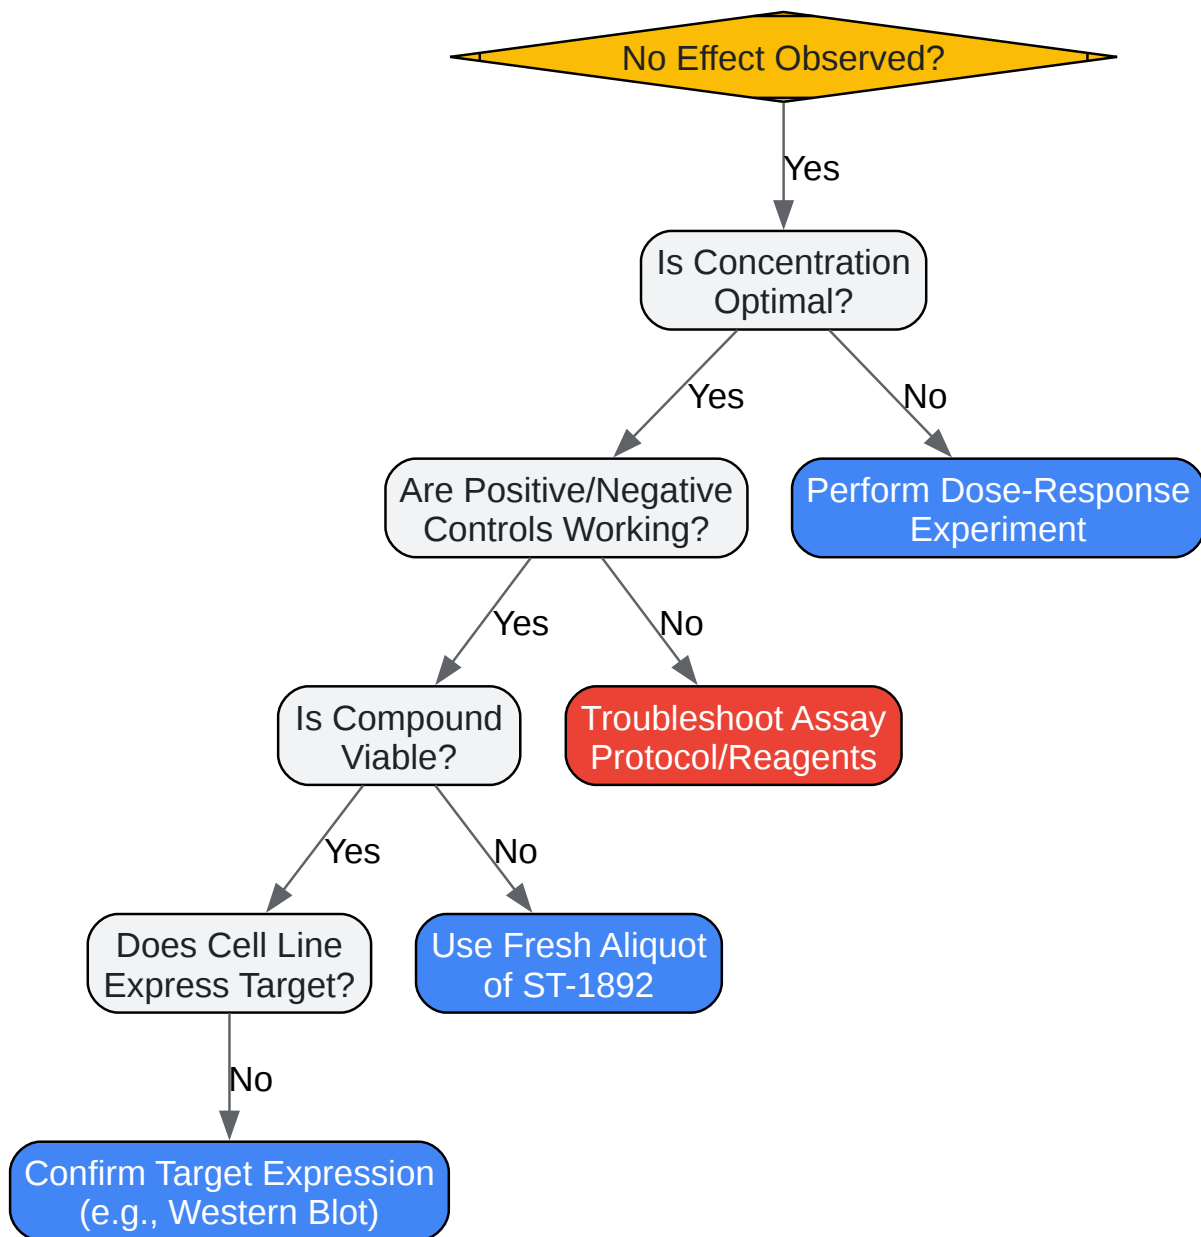 No Effect Observed?
Yes
Is Concentration
Optimal?
Yes
No
Are Positive/Negative
Controls Working?
Perform Dose-Response
Experiment
Yes
No
Is Compound
Viable?
Troubleshoot Assay
Protocol/Reagents
Yes
No
Does Cell Line
Express Target?
Use Fresh Aliquot
of ST-1892
No
Confirm Target Expression
(e.g., Western Blot)